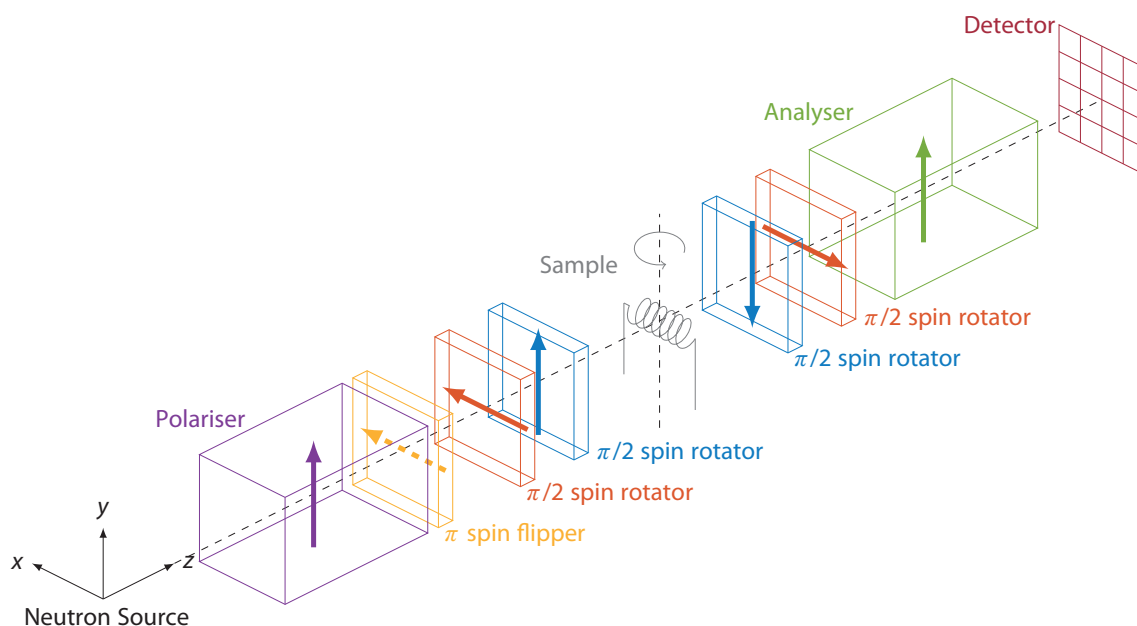 Detector
Analyser
Sample
π/2 spin rotator
π/2 spin rotator
Polariser
π/2 spin rotator
π/2 spin rotator
π spin flipper
y
x
z
Neutron Source